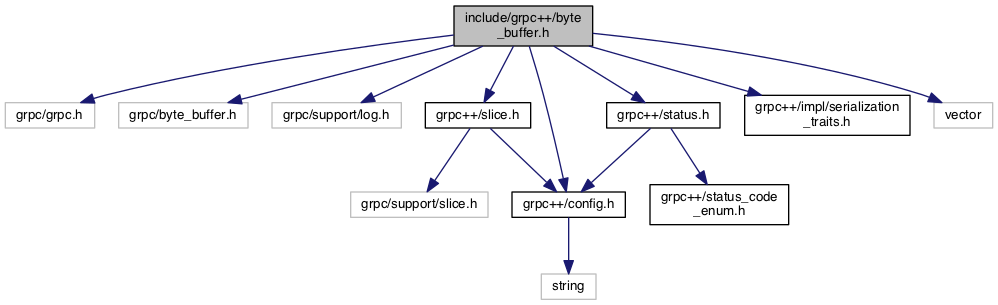 include/grpc++/byte
_buffer.h
grpc/grpc.h
grpc/byte_buffer.h
grpc/support/log.h
grpc++/slice.h
grpc++/status.h
grpc++/impl/serialization
_traits.h
vector
grpc/support/slice.h
grpc++/config.h
grpc++/status_code
_enum.h
string